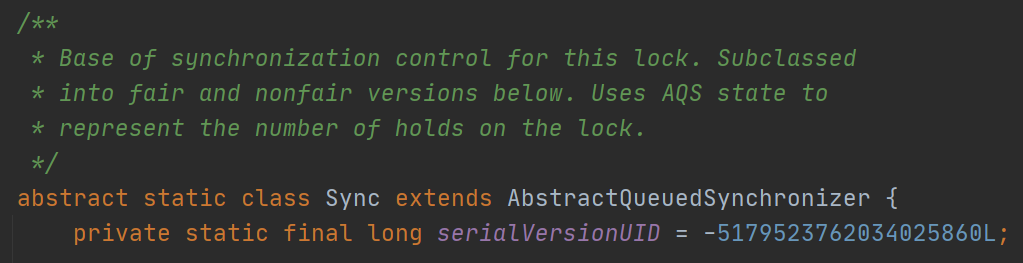 /**
 * Base of synchronization control for this lock. Subclassed
 * into fair and nonfair versions below. Uses AQS state to
 * represent the number of holds on the lock.
 */
abstract static class Sync extends AbstractQueuedSynchronizer {
    private static final long serialVersionUID = -5179523762034025860L;